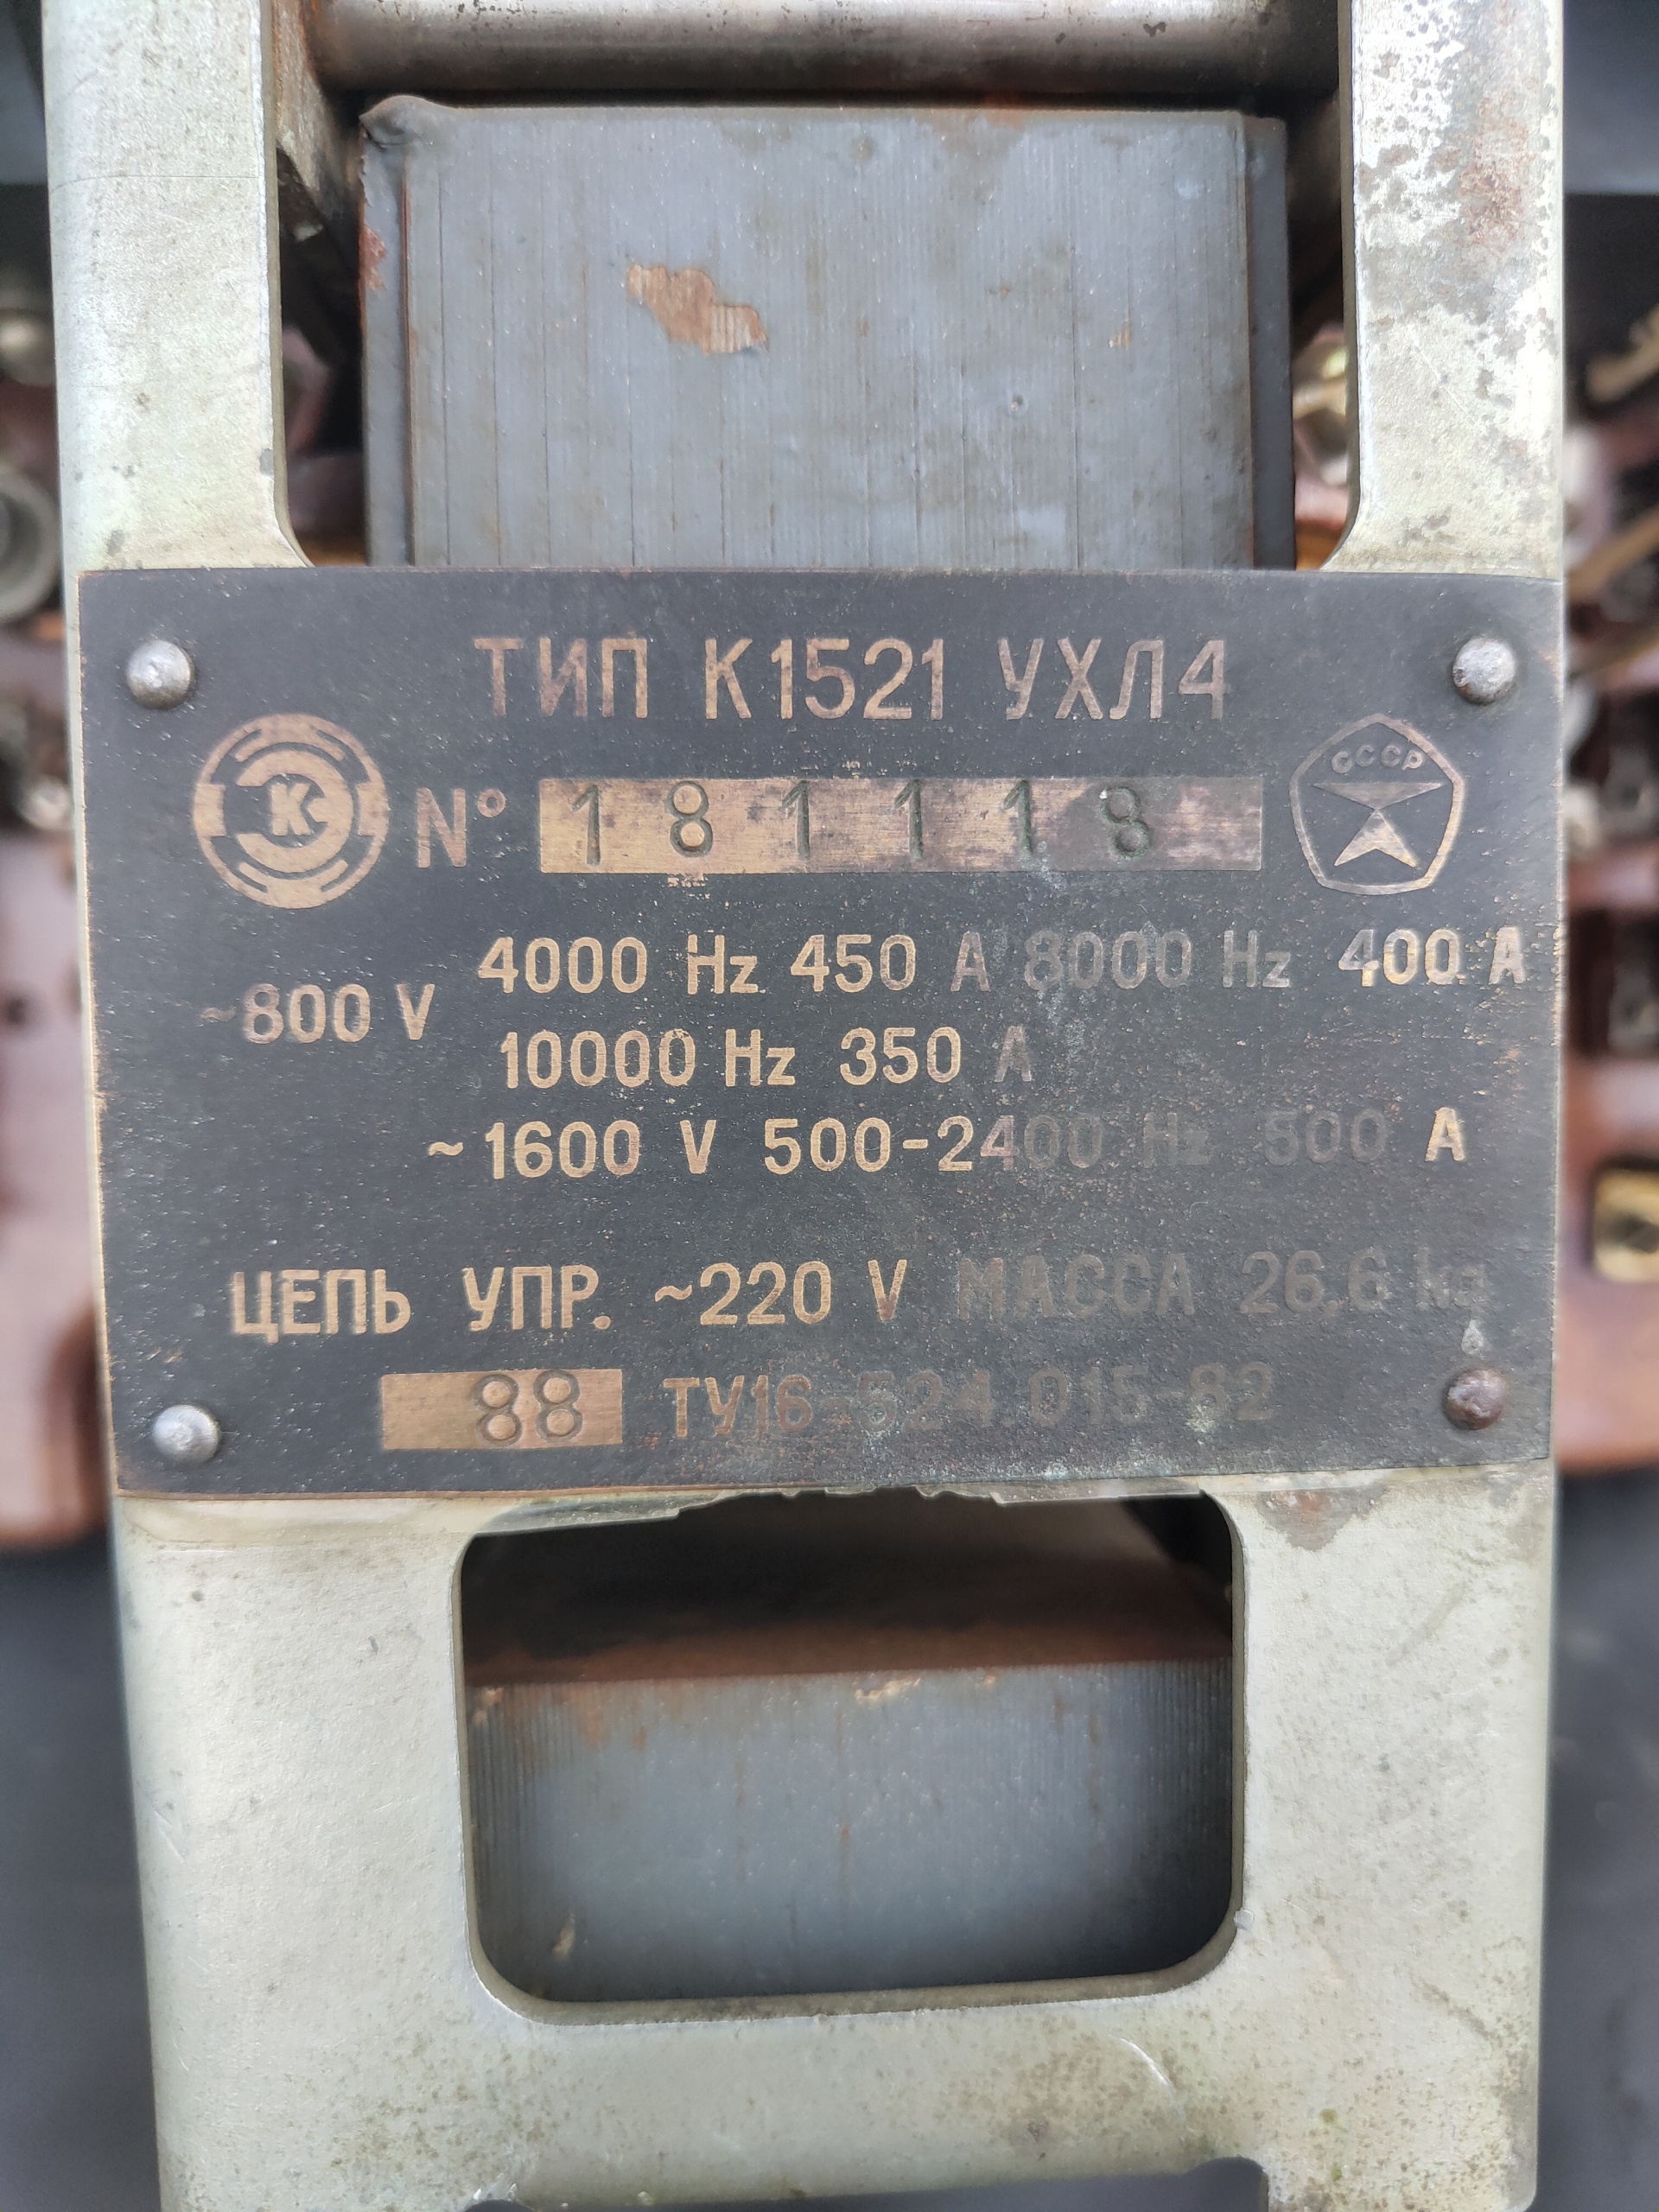 ТИП К1521 УХЛ4
ЭК
N° 181118
СССР
4000 Hz 450 A 8000 Hz 400 A
~800 V
10000 Hz 350 A
~1600 V 500-2400 Hz 500 A
ЦЕПЬ УПР. ~220 V МАССА 26,6 kg
88 ТУ16-524.015-82